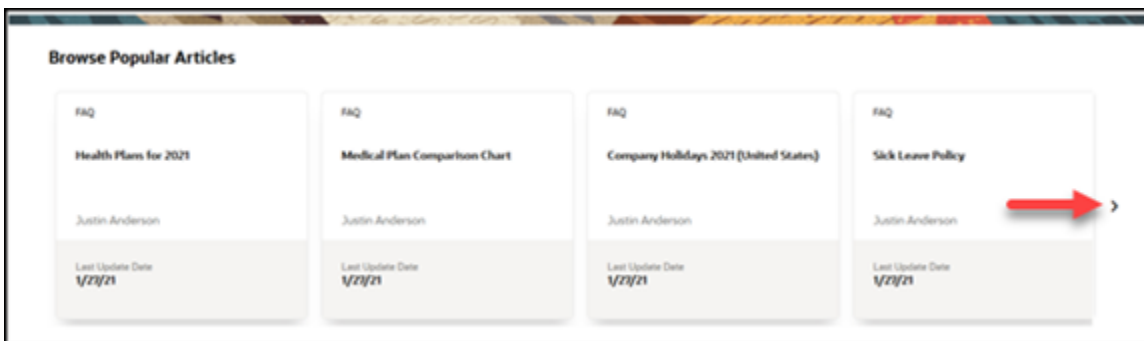 Browse Popular Articles
FAQ
Health Plans for 2021
Justin Anderson
Last Update Date
1/27/21
FAQ
Medical Plan Comparison Chart
Justin Anderson
Last Update Date
1/27/21
FAQ
Company Holidays 2021 (United States)
Justin Anderson
Last Update Date
1/27/21
FAQ
Sick Leave Policy
Justin Anderson
Last Update Date
1/27/21